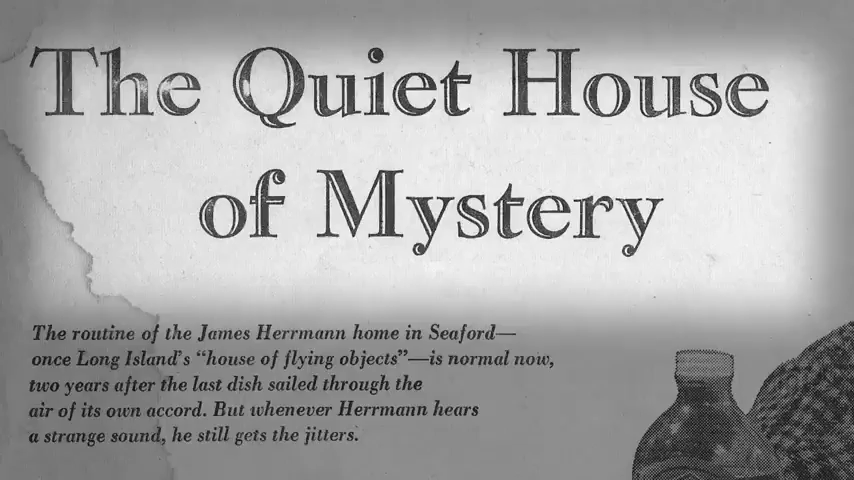 The Quiet House
of Mystery
The routine of the James Herrmann home in Seaford—
once Long Island's "house of flying objects"—is normal now,
two years after the last dish sailed through the
air of its own accord. But whenever Herrmann hears
a strange sound, he still gets the jitters.